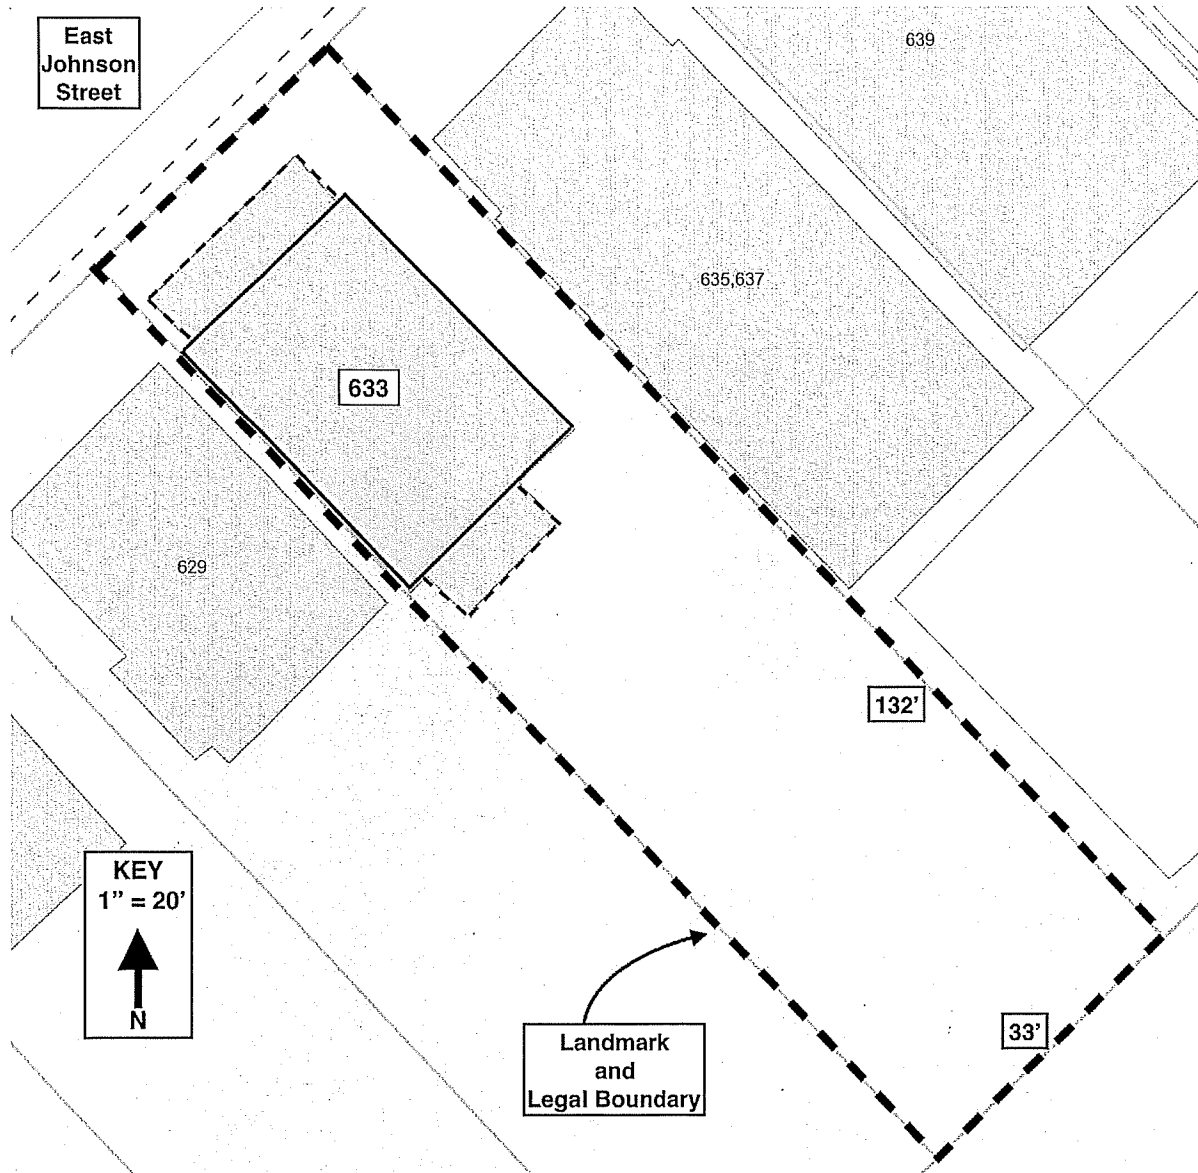 East
Johnson
Street
639
635,637
633
629
132’
KEY
1” = 20’
N
33’
Landmark
and
Legal Boundary